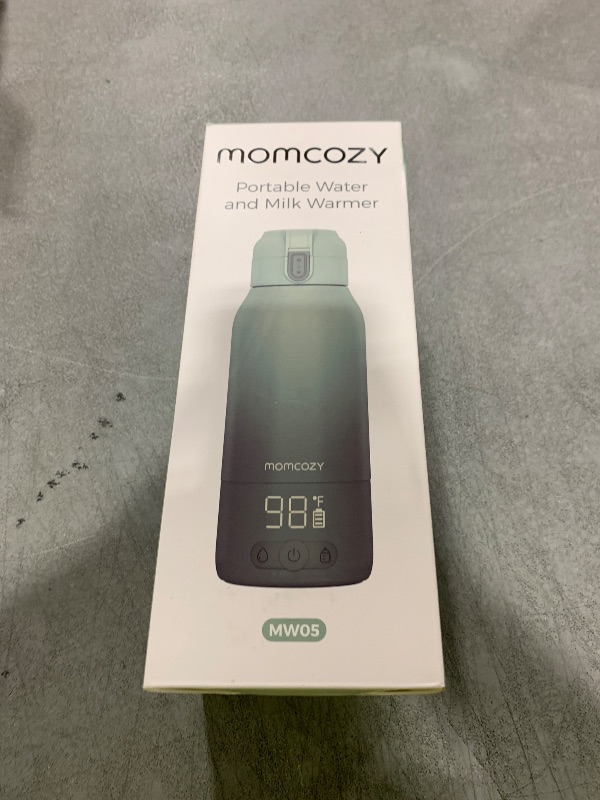 momcozy
Portable Water
and Milk Warmer
momcozy
98°F
MW05